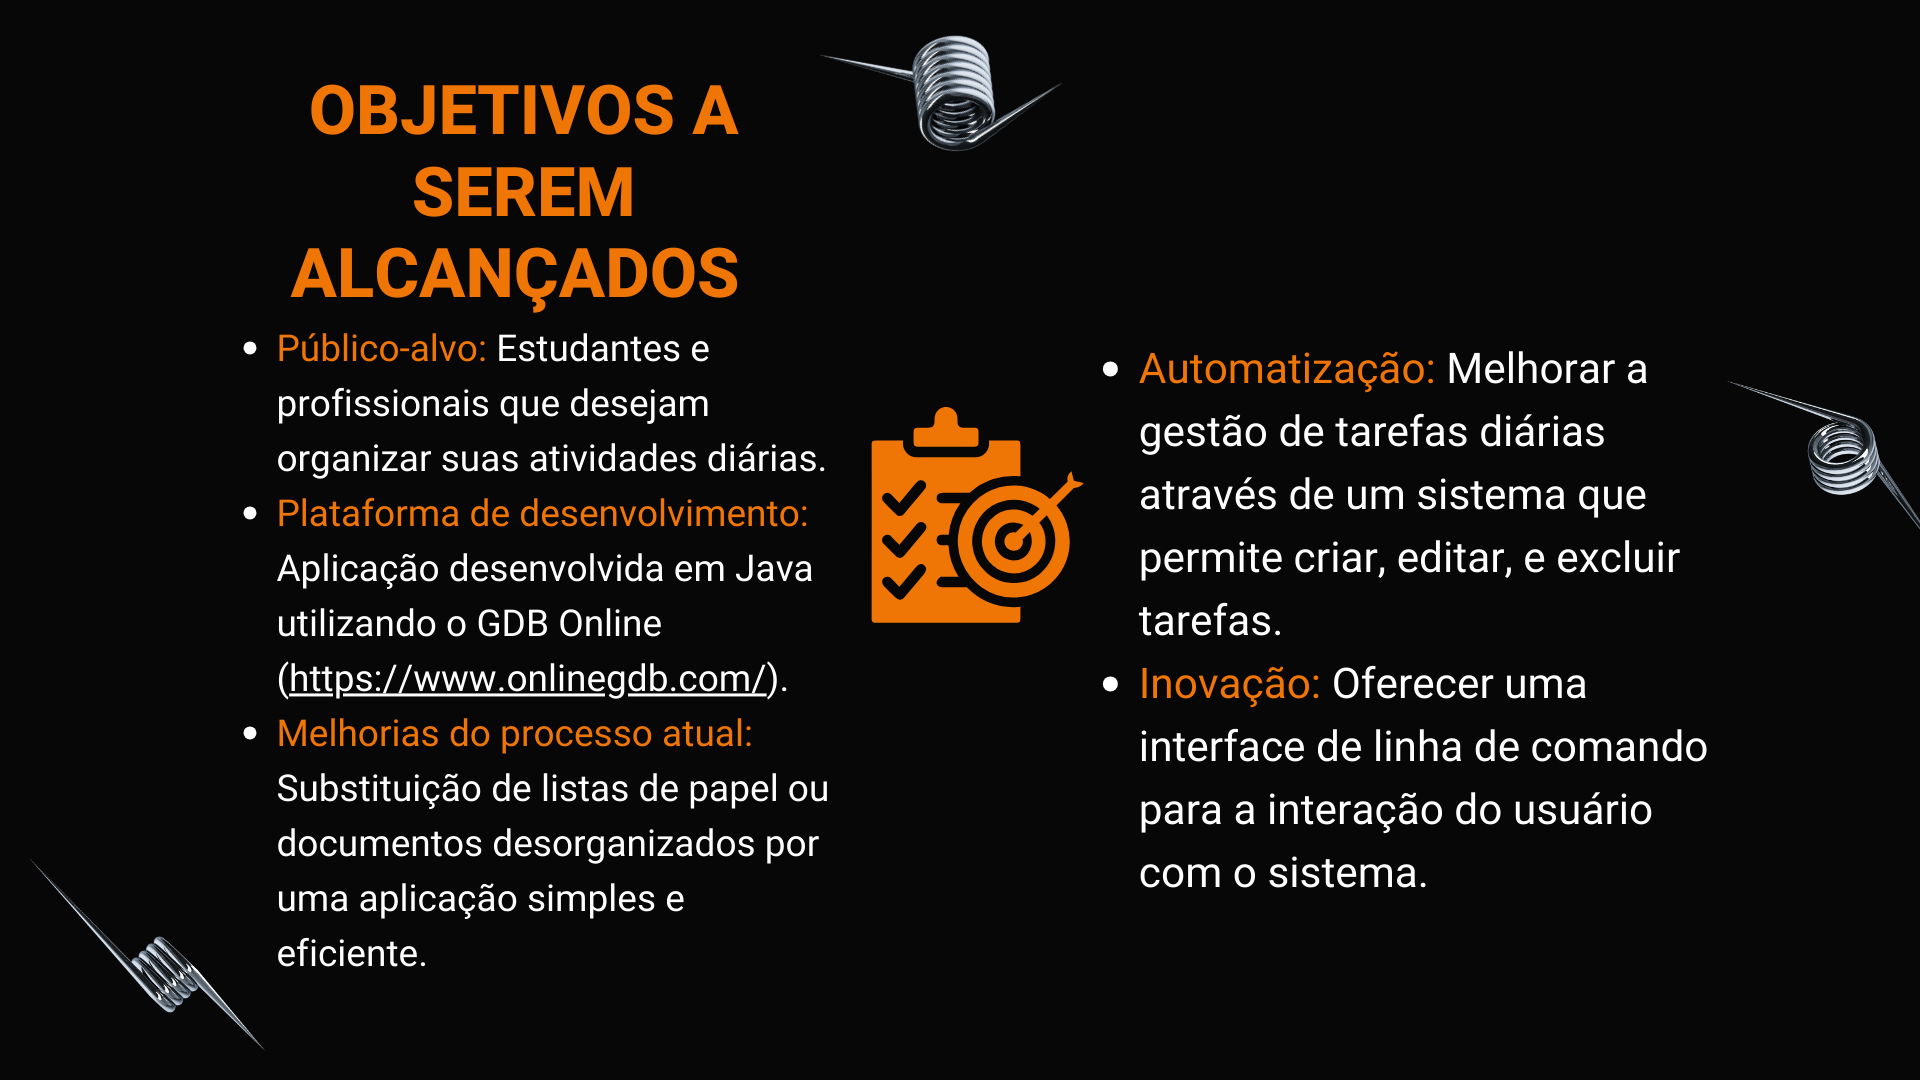 OBJETIVOS A
SEREM
ALCANÇADOS
• Público-alvo: Estudantes e
profissionais que desejam
organizar suas atividades diárias.
• Plataforma de desenvolvimento:
Aplicação desenvolvida em Java
utilizando o GDB Online
(https://www.onlinegdb.com/).
• Melhorias do processo atual:
Substituição de listas de papel ou
documentos desorganizados por
uma aplicação simples e
eficiente.
• Automatização: Melhorar a
gestão de tarefas diárias
através de um sistema que
permite criar, editar, e excluir
tarefas.
• Inovação: Oferecer uma
interface de linha de comando
para a interação do usuário
com o sistema.